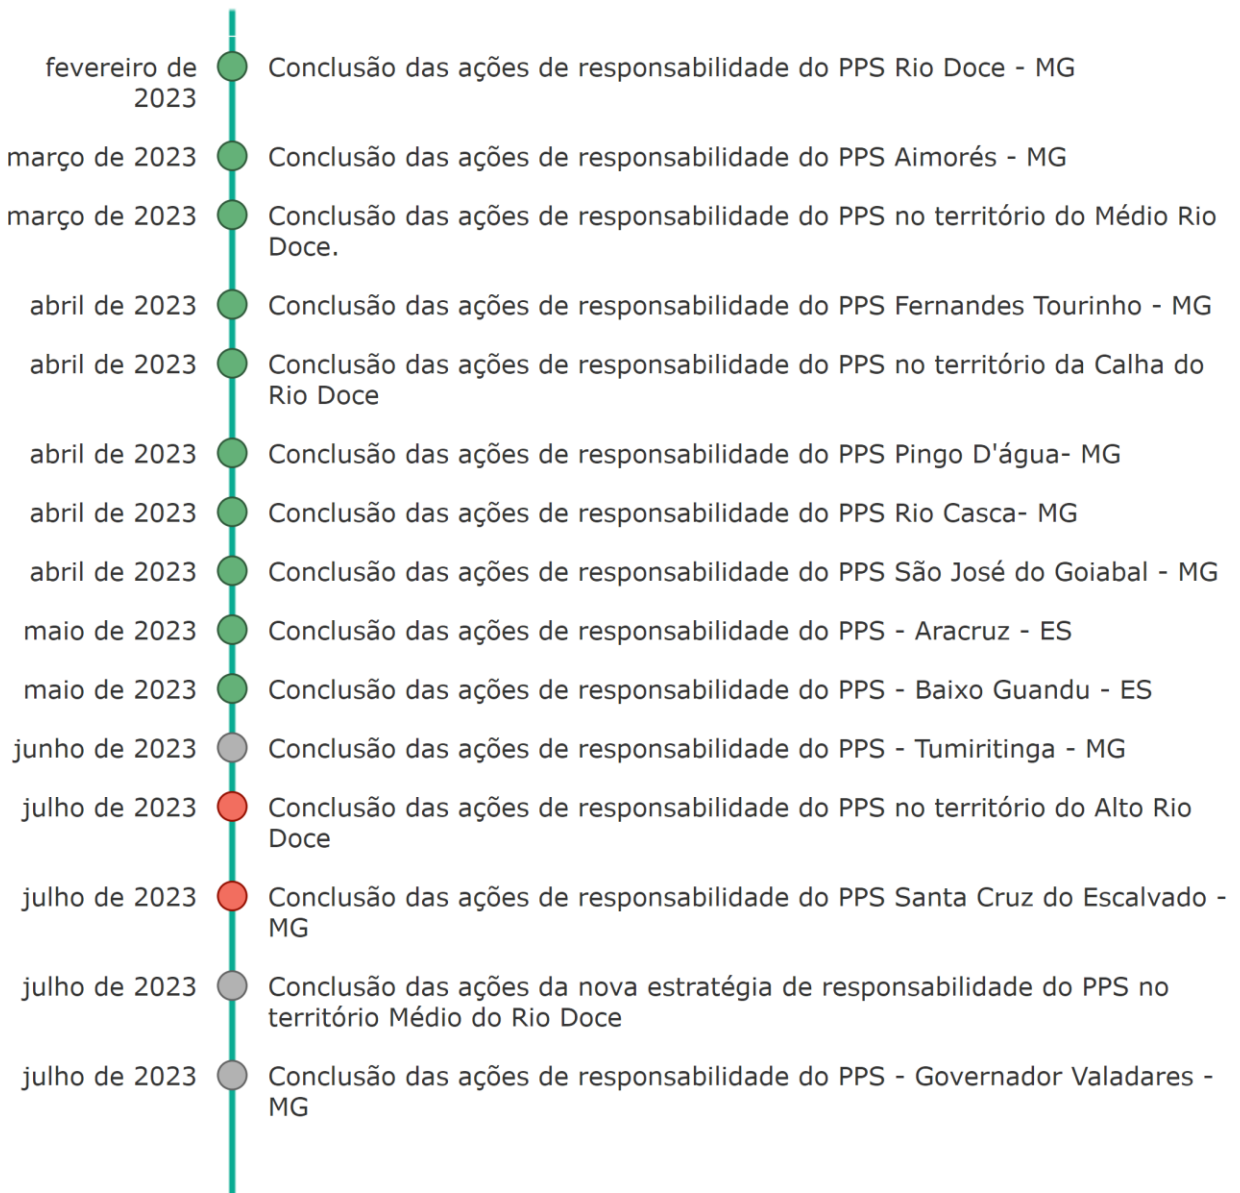 fevereiro de
2023
Conclusão das ações de responsabilidade do PPS Rio Doce - MG
março de 2023
Conclusão das ações de responsabilidade do PPS Aimorés - MG
março de 2023
Conclusão das ações de responsabilidade do PPS no território do Médio Rio
Doce.
abril de 2023
Conclusão das ações de responsabilidade do PPS Fernandes Tourinho - MG
abril de 2023
Conclusão das ações de responsabilidade do PPS no território da Calha do
Rio Doce
abril de 2023
Conclusão das ações de responsabilidade do PPS Pingo D'água- MG
abril de 2023
Conclusão das ações de responsabilidade do PPS Rio Casca- MG
abril de 2023
Conclusão das ações de responsabilidade do PPS São José do Goiabal - MG
maio de 2023
Conclusão das ações de responsabilidade do PPS - Aracruz - ES
maio de 2023
Conclusão das ações de responsabilidade do PPS - Baixo Guandu - ES
junho de 2023
Conclusão das ações de responsabilidade do PPS - Tumiritinga - MG
julho de 2023
Conclusão das ações de responsabilidade do PPS no território do Alto Rio
Doce
julho de 2023
Conclusão das ações de responsabilidade do PPS Santa Cruz do Escalvado -
MG
julho de 2023
Conclusão das ações da nova estratégia de responsabilidade do PPS no
território Médio do Rio Doce
julho de 2023
Conclusão das ações de responsabilidade do PPS - Governador Valadares -
MG